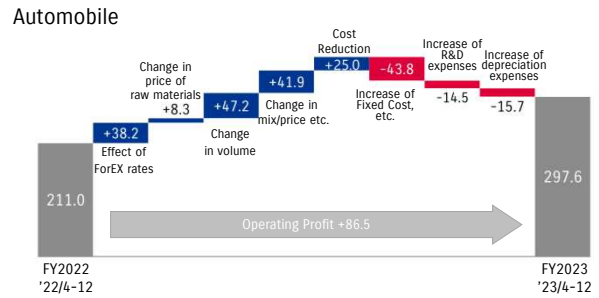 Automobile
211.0
FY2022
'22/4-12
+38.2
Effect of
ForEX rates
Change in
price of
raw materials
+8.3
+47.2
Change
in volume
+41.9
Change in
mix/price etc.
Cost
Reduction
+25.0
-43.8
Increase of
Fixed Cost,
etc.
Increase of
R&D
expenses
-14.5
Increase of
depreciation
expenses
-15.7
297.6
FY2023
'23/4-12
Operating Profit +86.5